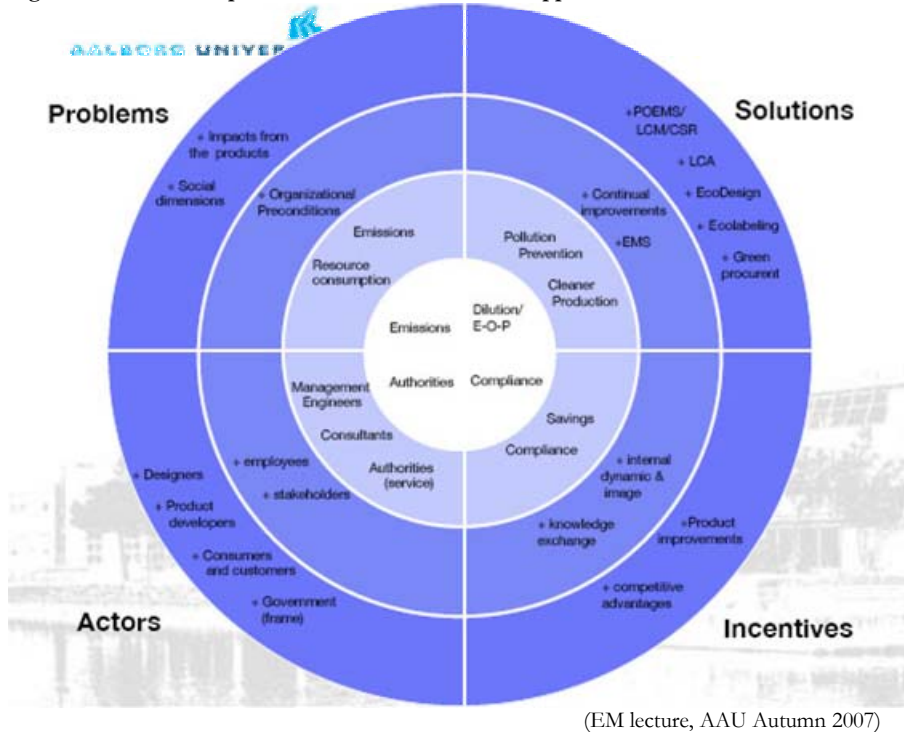 AALBORG UNIVER
Problems
Solutions
+ Impacts from
the products
+ Social
dimensions
+ Organizational
Preconditions
Emissions
Resource
consumption
Emissions
+POEMS/
LCM/CSR
+ LCA
+ EcoDesign
+ Ecolabeling
+ Green
procurent
+ Continual
improvements
+EMS
Pollution
Prevention
Cleaner
Production
Dilution/
E-O-P
Authorities
Compliance
Management
Engineers
Consultants
Authorities
(service)
+ employees
+ stakeholders
+ Designers
+ Product
developers
+ Consumers
and customers
+ Government
(frame)
Savings
Compliance
+ internal
dynamic &
image
+ knowledge
exchange
+Product
improvements
+ competitive
advantages
Actors
Incentives
(EM lecture, AAU Autumn 2007)